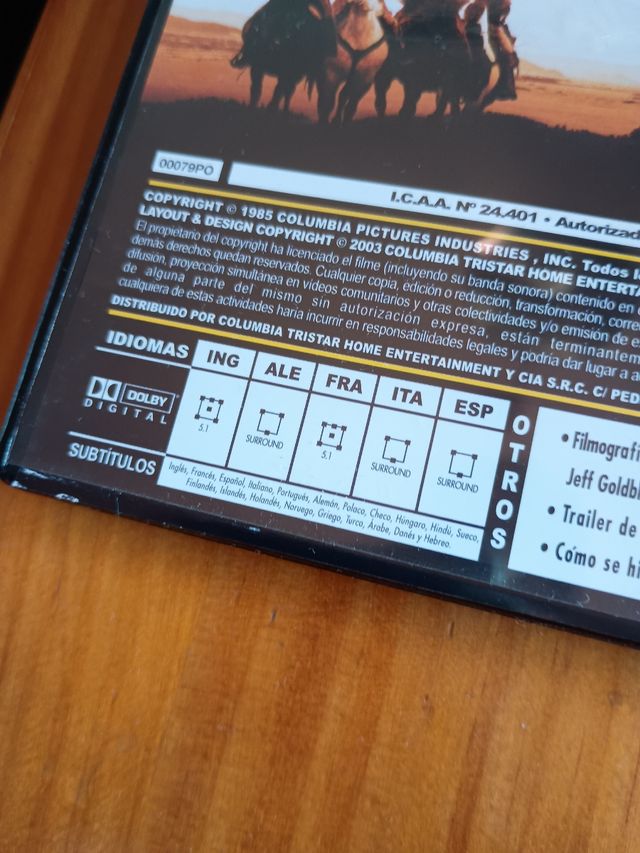 00079PO
I.C.A.A. Nº 24.401 • Autorizad
COPYRIGHT © 1985 COLUMBIA PICTURES INDUSTRIES , INC. Todos l
LAYOUT & DESIGN COPYRIGHT © 2003 COLUMBIA TRISTAR HOME ENTERTA
El propietario del copyright ha licenciado el filme (incluyendo su banda sonora) contenido en
demás derechos quedan reservados. Cualquier copia, edición o reducción, transformación, corre
difusión, proyección simultánea en vídeos comunitarios y otras colectividades y/o emisión de e
de alguna parte del mismo sin autorización expresa, están terminantemen
cualquiera de estas actividades haría incurrir en responsabilidades legales y podría dar lugar a a
DISTRIBUIDO POR COLUMBIA TRISTAR HOME ENTERTAINMENT Y CIA S.R.C. C/ PED
IDIOMAS ING ALE FRA ITA ESP
DOLBY
DIGITAL
5.1 SURROUND 5.1 SURROUND SURROUND
SUBTÍTULOS
Inglés, Francés, Español, Italiano, Portugués, Alemán, Polaco, Checo, Húngaro, Hindú, Sueco,
Finlandés, Islandés, Holandés, Noruego, Griego, Turco, Árabe, Danés y Hebreo.
OTROS
• Filmografí
Jeff Goldbl
• Trailer de
• Cómo se hi